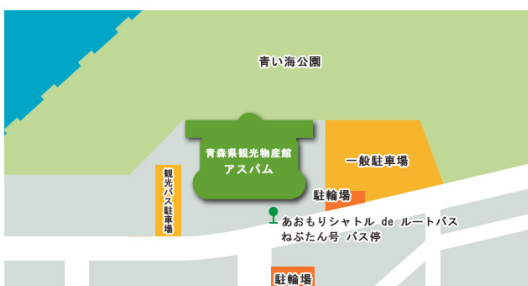 青い海公園
青森県観光物産館
アスパム
一般駐車場
観光バス駐車場
駐輪場
あおもりシャトル de ルートバス
ねぶたん号 バス停
駐輪場